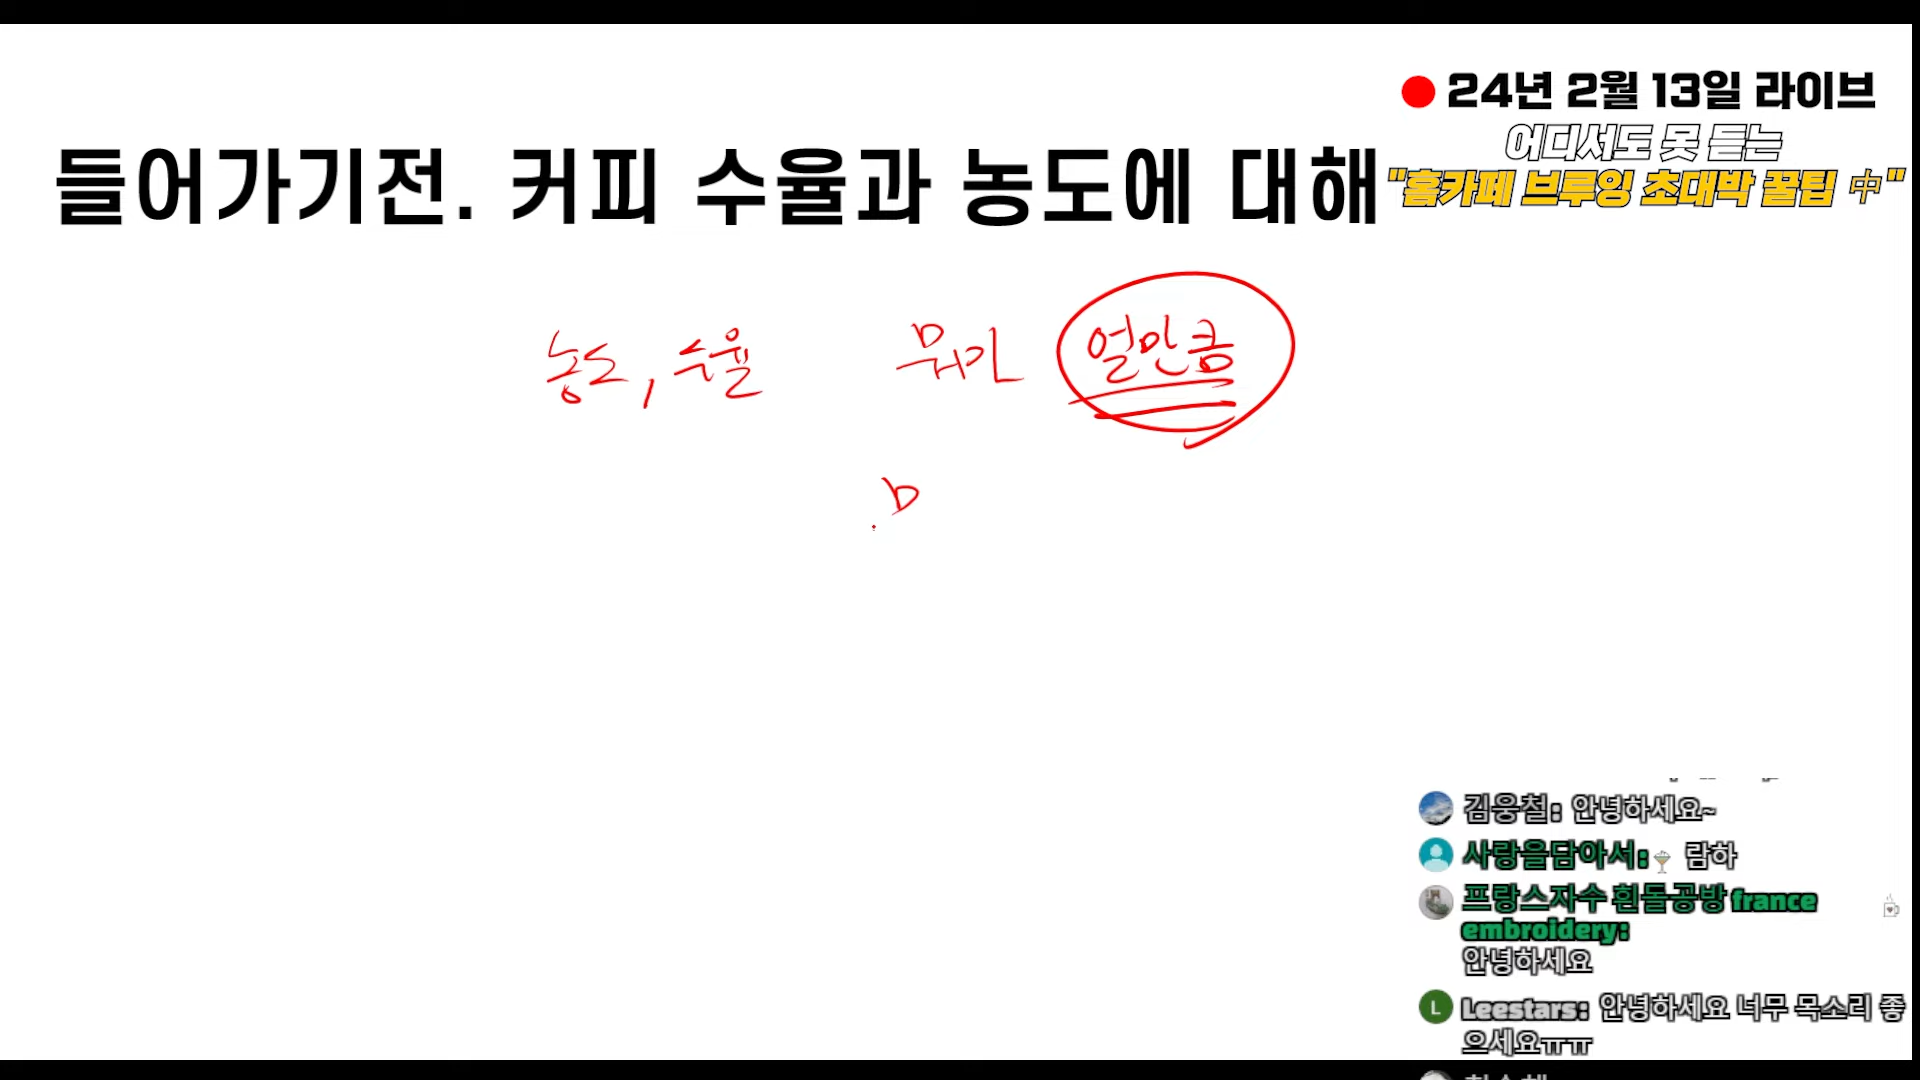 24년 2월 13일 라이브
어디서도 못 듣는
"홈카페 브루잉 초대박 꿀팁 中"
들어가기전. 커피 수율과 농도에 대해
농도, 수율 뭐가 얼만큼
김웅철: 안녕하세요~
사랑을담아서: 람하
프랑스자수 흰돌공방 france
embroidery:
안녕하세요
L Leestars: 안녕하세요 너무 목소리 좋
으세요ㅠㅠ